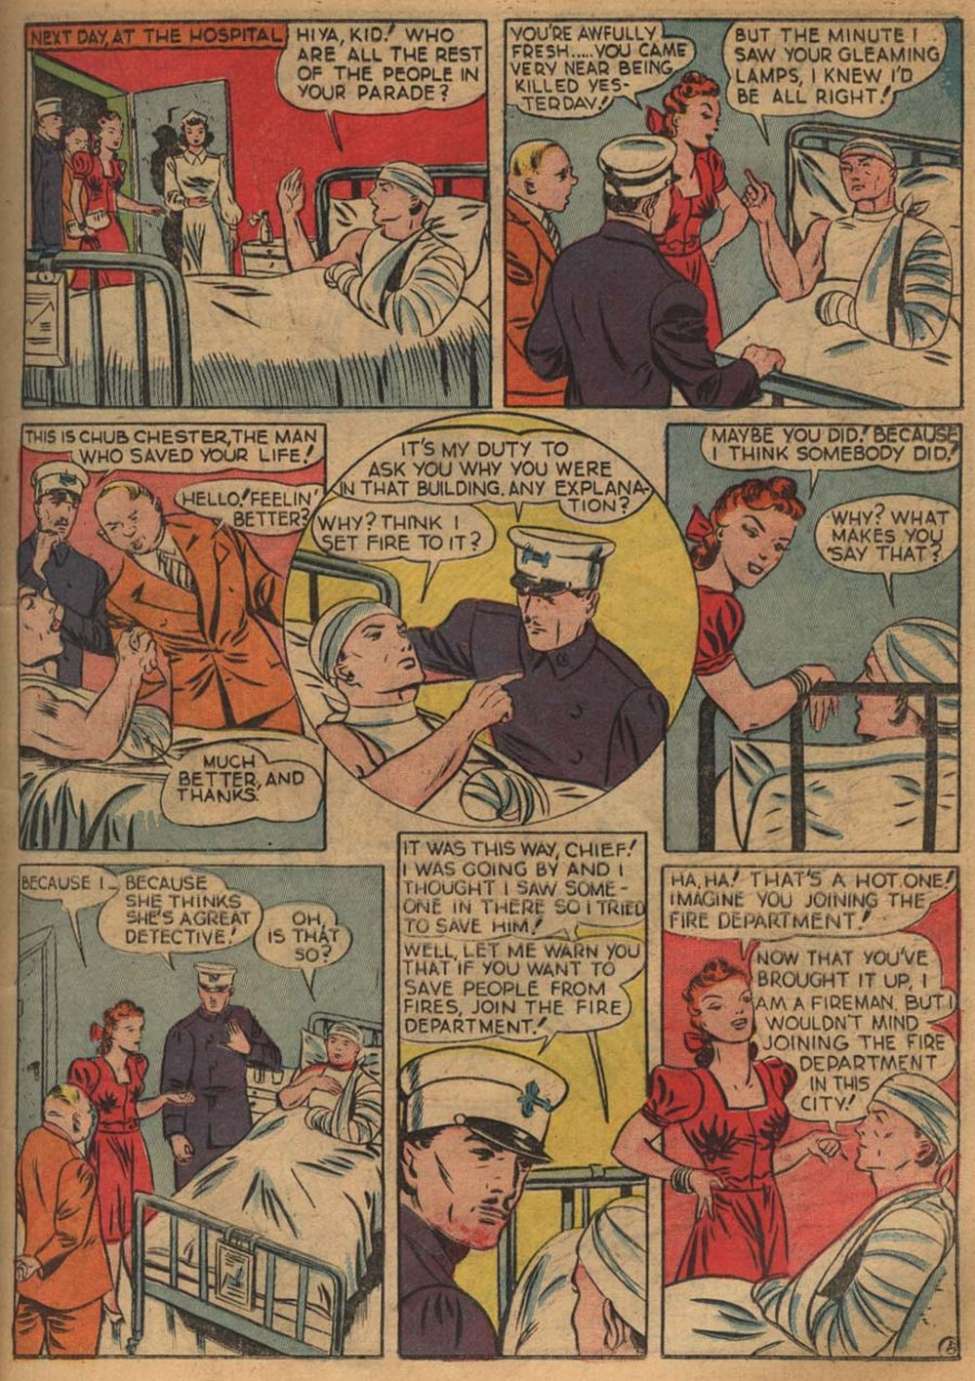 NEXT DAY, AT THE HOSPITAL
HIYA, KID! WHO
ARE ALL THE REST
OF THE PEOPLE IN
YOUR PARADE?
YOU'RE AWFULLY
FRESH.....YOU CAME
VERY NEAR BEING
KILLED YES-
TERDAY!
BUT THE MINUTE I
SAW YOUR GLEAMING
LAMPS, I KNEW I'D
BE ALL RIGHT!
THIS IS CHUB CHESTER, THE MAN
WHO SAVED YOUR LIFE!
HELLO! FEELIN'
BETTER?
MUCH
BETTER, AND
THANKS.
IT'S MY DUTY TO
ASK YOU WHY YOU WERE
IN THAT BUILDING. ANY EXPLANA-
TION?
WHY? THINK I
SET FIRE TO IT?
MAYBE YOU DID! BECAUSE
I THINK SOMEBODY DID!
WHY? WHAT
MAKES YOU
SAY THAT?
BECAUSE I...
BECAUSE
SHE THINKS
SHE'S A GREAT
DETECTIVE!
OH,
IS THAT
SO?
IT WAS THIS WAY, CHIEF!
I WAS GOING BY AND I
THOUGHT I SAW SOME-
ONE IN THERE SO I TRIED
TO SAVE HIM!
WELL, LET ME WARN YOU
THAT IF YOU WANT TO
SAVE PEOPLE FROM
FIRES, JOIN THE FIRE
DEPARTMENT!
HA, HA! THAT'S A HOT ONE!
IMAGINE YOU JOINING THE
FIRE DEPARTMENT!
NOW THAT YOU'VE
BROUGHT IT UP, I
AM A FIREMAN. BUT I
WOULDN'T MIND
JOINING THE FIRE
DEPARTMENT
IN THIS
CITY!
5